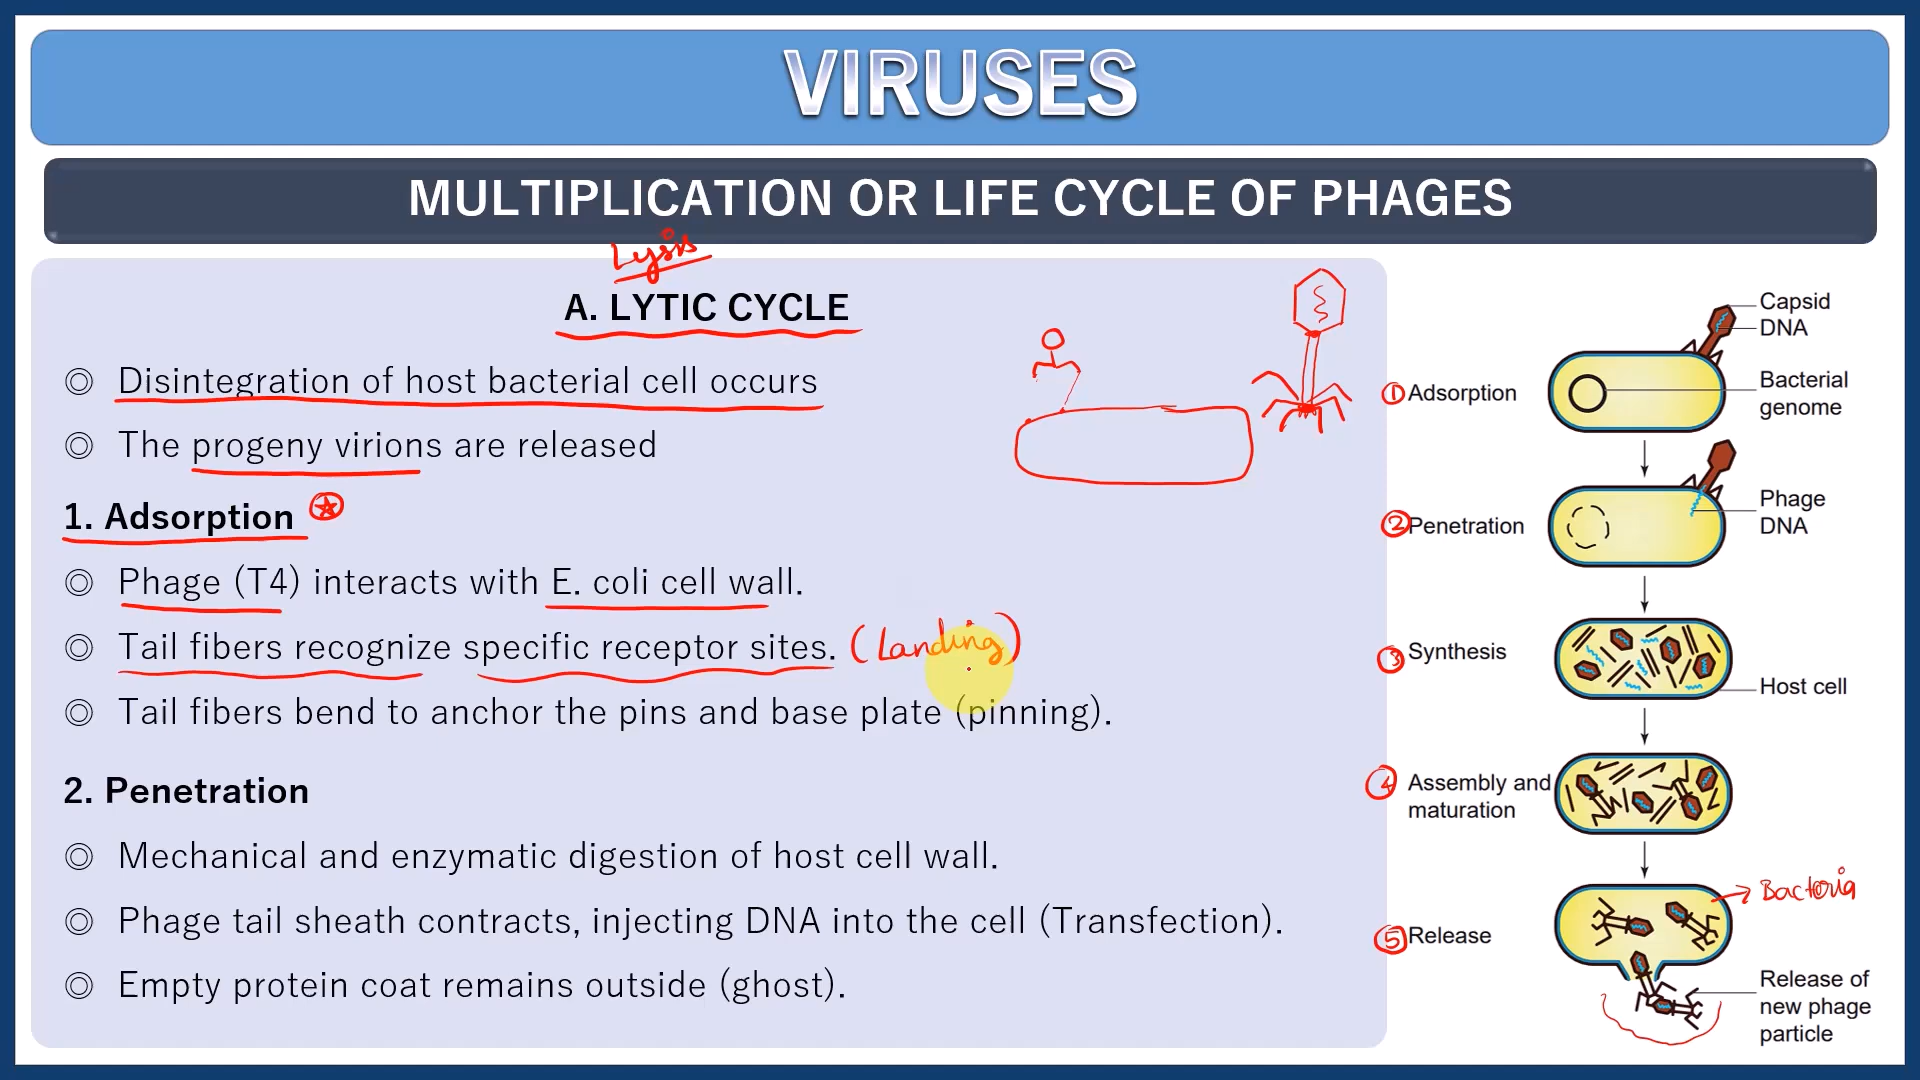 VIRUSES
MULTIPLICATION OR LIFE CYCLE OF PHAGES
Lysis
A. LYTIC CYCLE
◎ Disintegration of host bacterial cell occurs
◎ The progeny virions are released
1. Adsorption
◎ Phage (T4) interacts with E. coli cell wall.
◎ Tail fibers recognize specific receptor sites. (Landing)
◎ Tail fibers bend to anchor the pins and base plate (pinning).
2. Penetration
◎ Mechanical and enzymatic digestion of host cell wall.
◎ Phage tail sheath contracts, injecting DNA into the cell (Transfection).
◎ Empty protein coat remains outside (ghost).
Capsid
DNA
① Adsorption
Bacterial
genome
② Penetration
Phage
DNA
③ Synthesis
Host cell
④ Assembly and
maturation
Bacteria
⑤ Release
Release of
new phage
particle